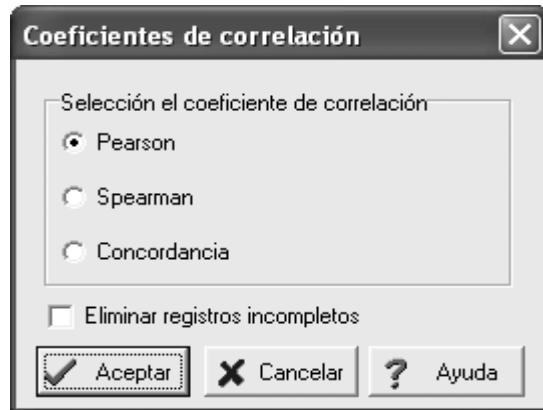 Coeficientes de correlación
Selección el coeficiente de correlación
Pearson
Spearman
Concordancia
Eliminar registros incompletos
Aceptar Cancelar ? Ayuda